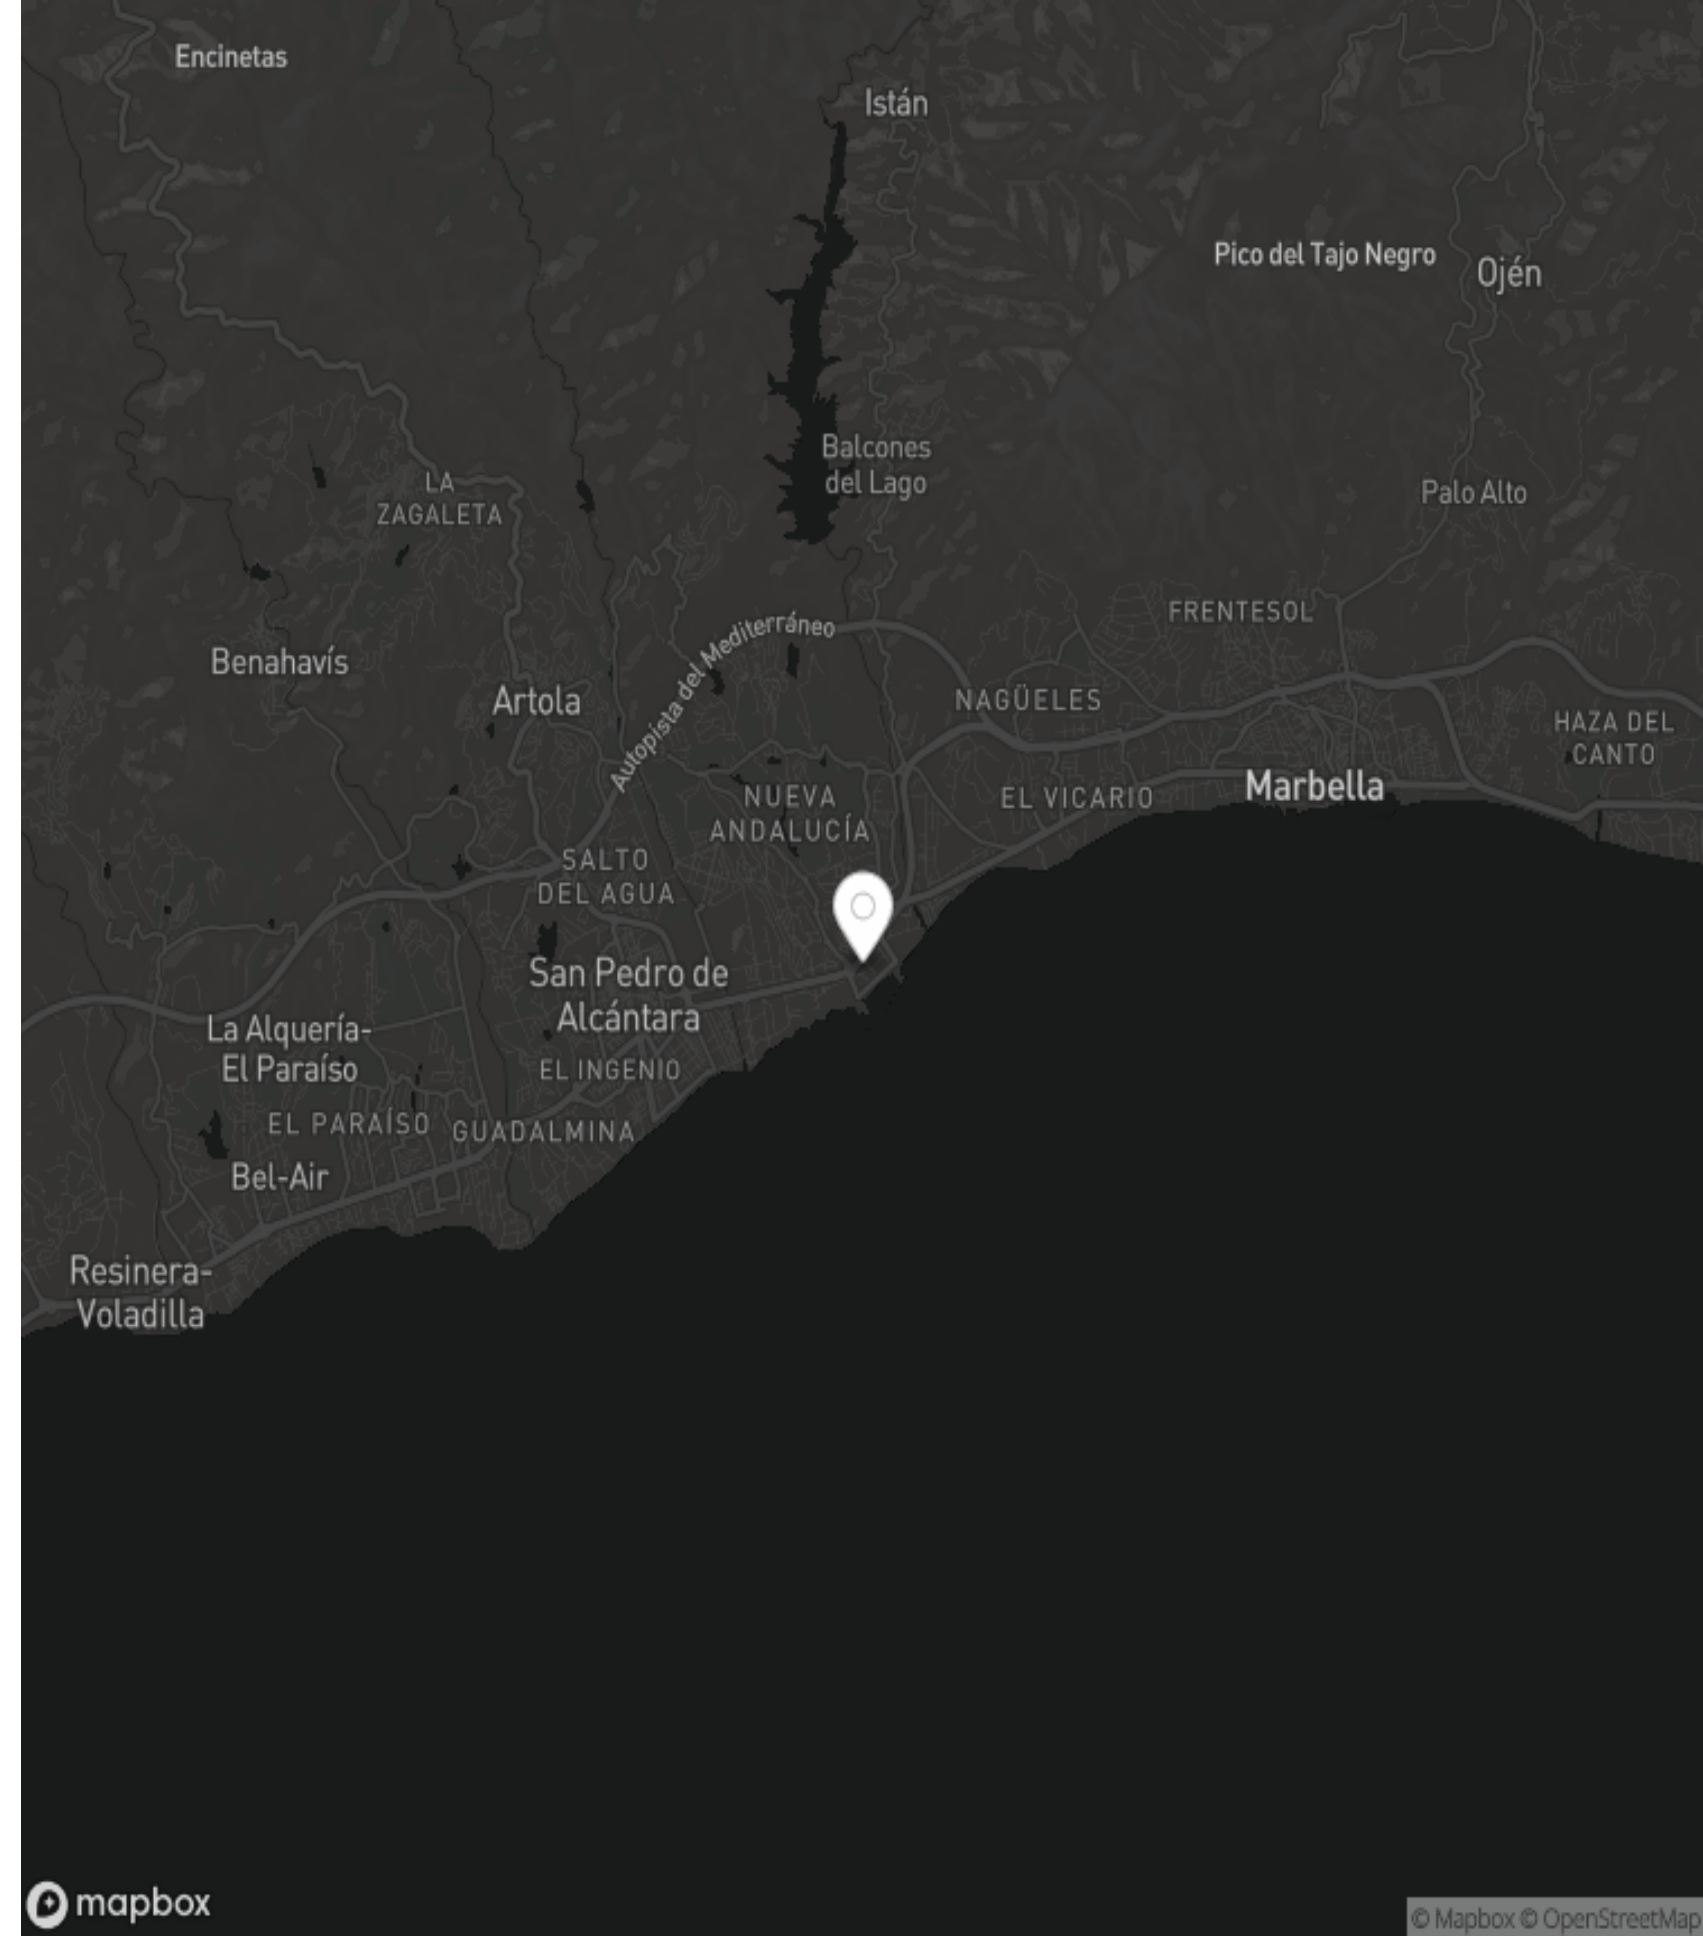 Encinetas
Istán
Pico del Tajo Negro
Ojén
Balcones
del Lago
LA
ZAGALETA
Palo Alto
FRENTESOL
Autopista del Mediterráneo
Benahavís
Artola
NAGÜELES
HAZA DEL
CANTO
NUEVA
ANDALUCÍA
EL VICARIO
Marbella
SALTO
DEL AGUA
San Pedro de
Alcántara
La Alquería-
El Paraíso
EL INGENIO
EL PARAÍSO
GUADALMINA
Bel-Air
Resinera-
Voladilla
mapbox
© Mapbox © OpenStreetMap